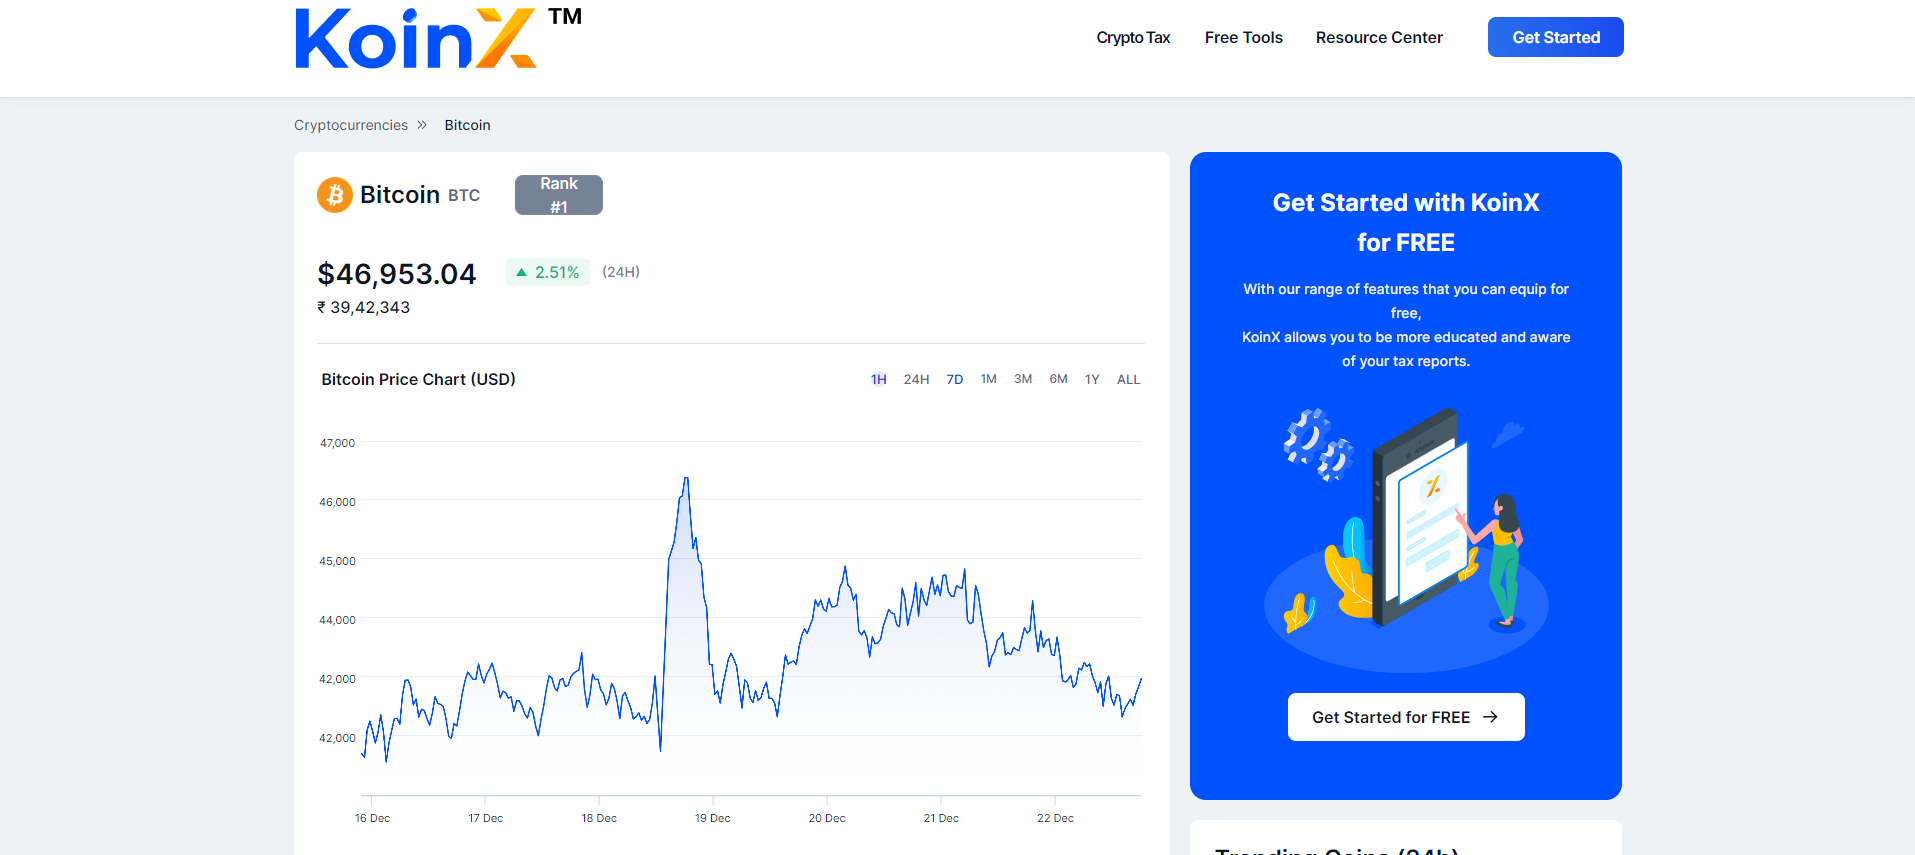 KoinX TM
Crypto Tax
Free Tools
Resource Center
Get Started
Cryptocurrencies » Bitcoin
Bitcoin BTC
Rank
#1
$46,953.04
▲ 2.51% (24H)
₹ 39,42,343
Bitcoin Price Chart (USD)
1H 24H 7D 1M 3M 6M 1Y ALL
47,000
46,000
45,000
44,000
42,000
42,000
16 Dec 17 Dec 18 Dec 19 Dec 20 Dec 21 Dec 22 Dec
Get Started with KoinX
for FREE
With our range of features that you can equip for
free,
KoinX allows you to be more educated and aware
of your tax reports.
Get Started for FREE →
Trending Coins (24h)